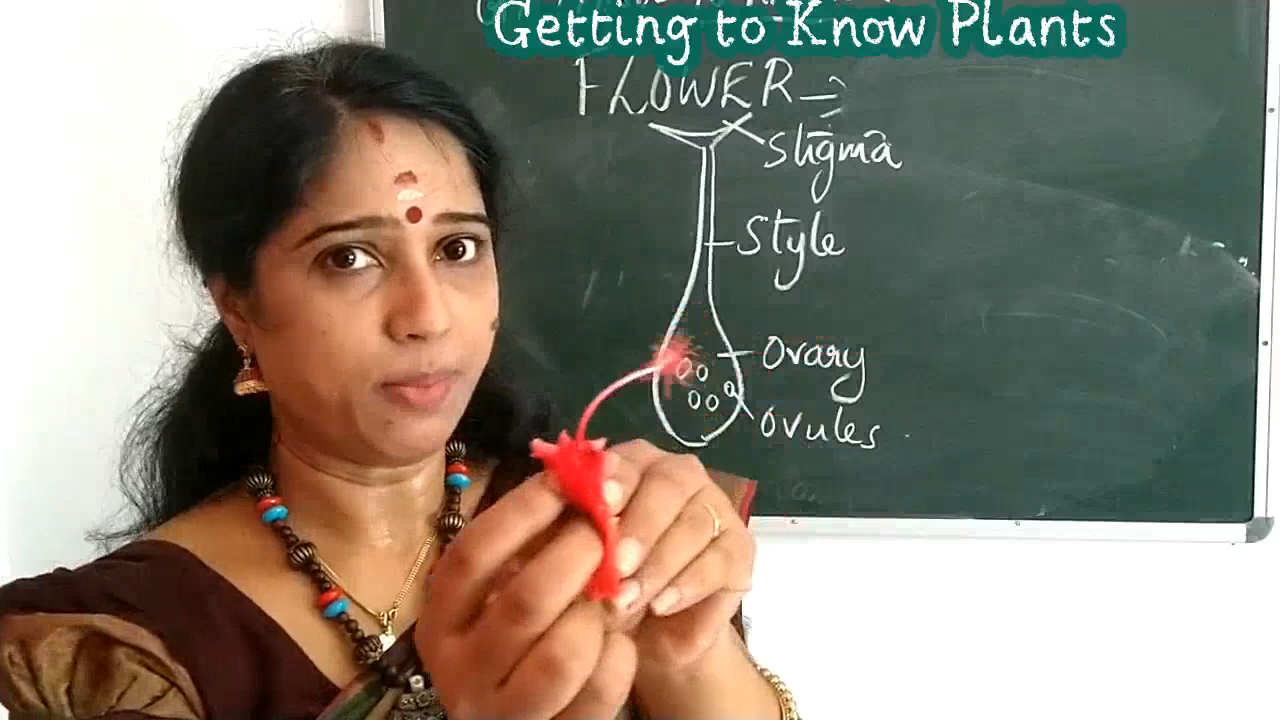 Getting to Know Plants
FLOWER
Stigma
Style
Ovary
Ovules